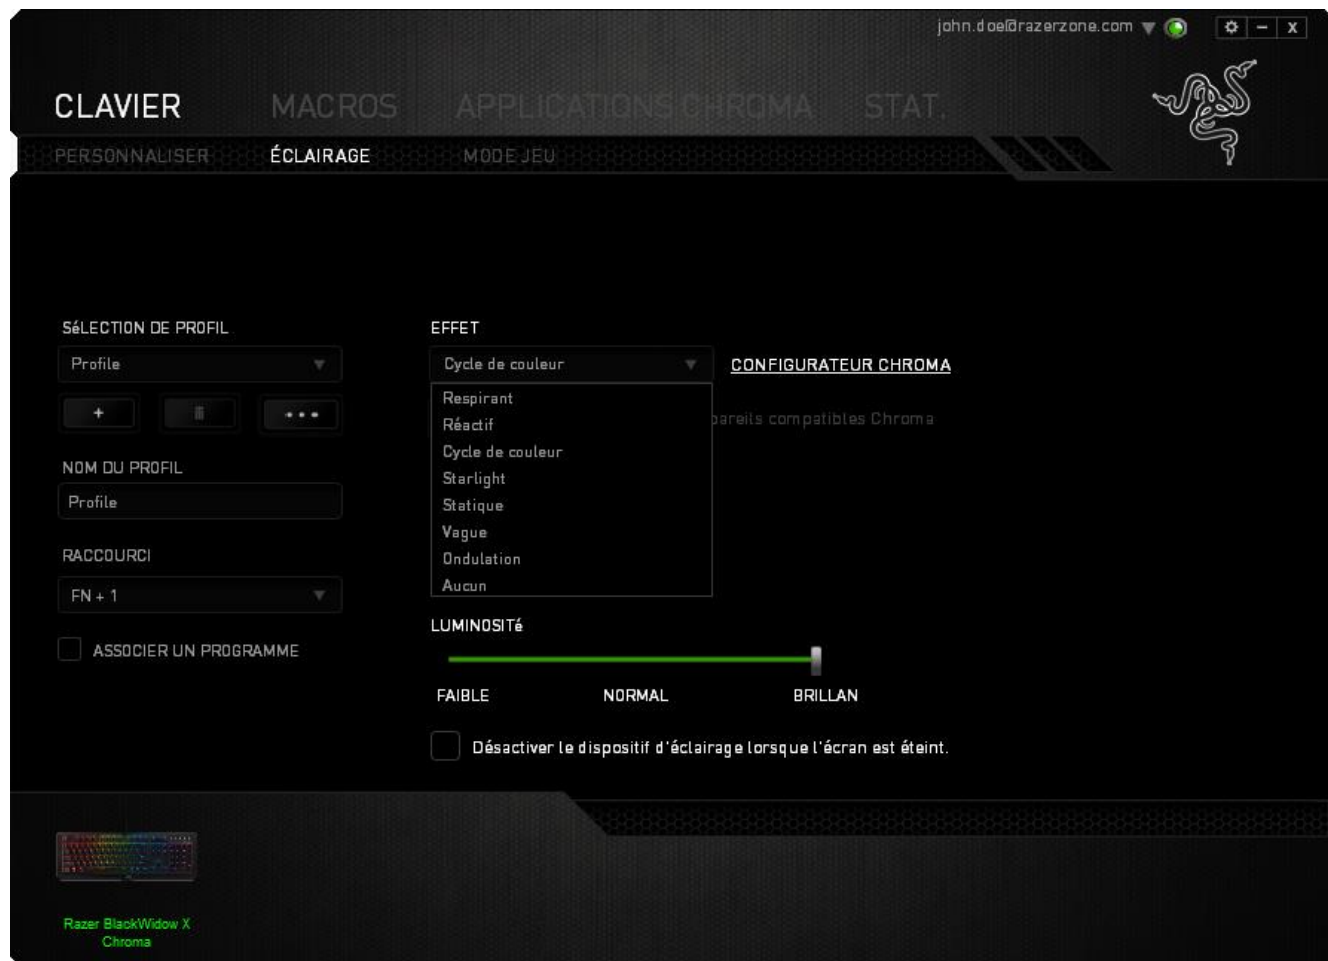 john.doe@razerzone.com
CLAVIER MACROS APPLICATIONS CHROMA STAT.
PERSONNALISER ÉCLAIRAGE MODE JEU
SéLECTION DE PROFIL
Profile
+
NOM DU PROFIL
Profile
RACCOURCI
FN + 1
ASSOCIER UN PROGRAMME
EFFET
Cycle de couleur
CONFIGURATEUR CHROMA
Respirant
Réactif
Cycle de couleur
Starlight
Statique
Vague
Ondulation
Aucun
compatibles Chroma
LUMINOSITé
FAIBLE NORMAL BRILLAN
Désactiver le dispositif d'éclairage lorsque l'écran est éteint.
Razer BlackWidow X
Chroma